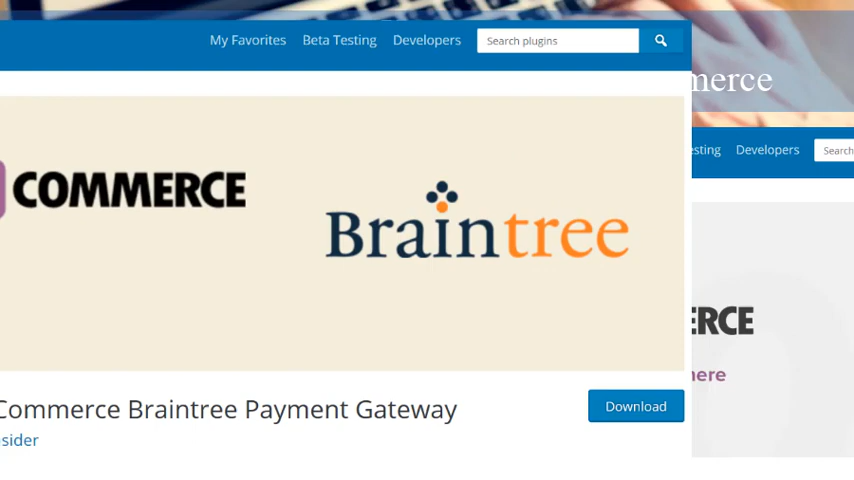 My Favorites Beta Testing Developers Search plugins
merce
esting Developers Search
COMMERCE
Braintree
ERCE
here
Commerce Braintree Payment Gateway
Download
sider